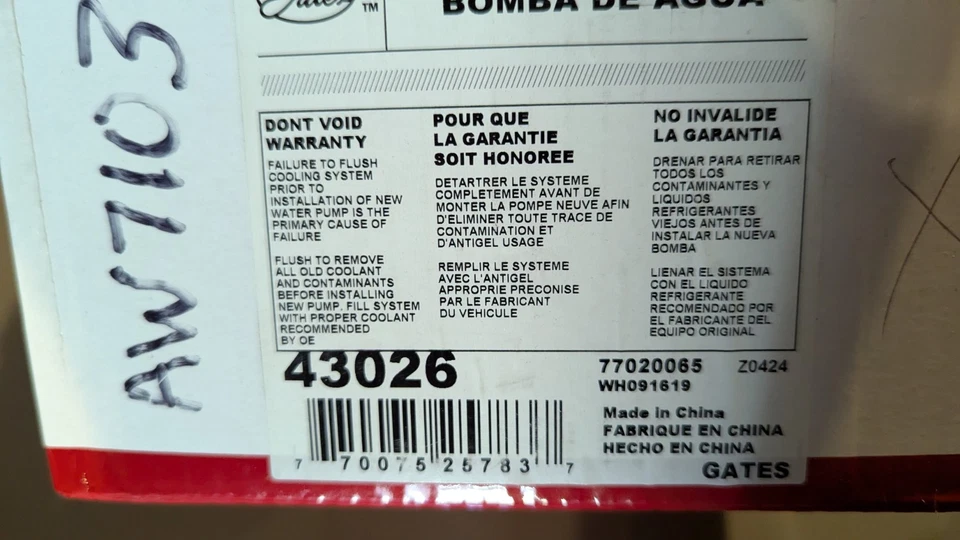 Gates TM
BOMBA DE AGUA
AW7103
DONT VOID
WARRANTY
FAILURE TO FLUSH
COOLING SYSTEM
PRIOR TO
INSTALLATION OF NEW
WATER PUMP IS THE
PRIMARY CAUSE OF
FAILURE
FLUSH TO REMOVE
ALL OLD COOLANT
AND CONTAMINANTS
BEFORE INSTALLING
NEW PUMP. FILL SYSTEM
WITH PROPER COOLANT
RECOMMENDED
BY OE
POUR QUE
LA GARANTIE
SOIT HONOREE
DETARTRER LE SYSTEME
COMPLETEMENT AVANT DE
MONTER LA POMPE NEUVE AFIN
D'ELIMINER TOUTE TRACE DE
CONTAMINATION ET
D'ANTIGEL USAGE
REMPLIR LE SYSTEME
AVEC L'ANTIGEL
APPROPRIE PRECONISE
PAR LE FABRICANT
DU VEHICULE
NO INVALIDE
LA GARANTIA
DRENAR PARA RETIRAR
TODOS LOS
CONTAMINANTES Y
LIQUIDOS
REFRIGERANTES
VIEJOS ANTES DE
INSTALAR LA NUEVA
BOMBA
LIENAR EL SISTEMA
CON EL LIQUIDO
REFRIGERANTE
RECOMENDADO POR
EL FABRICANTE DEL
EQUIPO ORIGINAL
43026
77020065 Z0424
WH091619
Made in China
FABRIQUE EN CHINA
HECHO EN CHINA
GATES
7 70075 25783 7